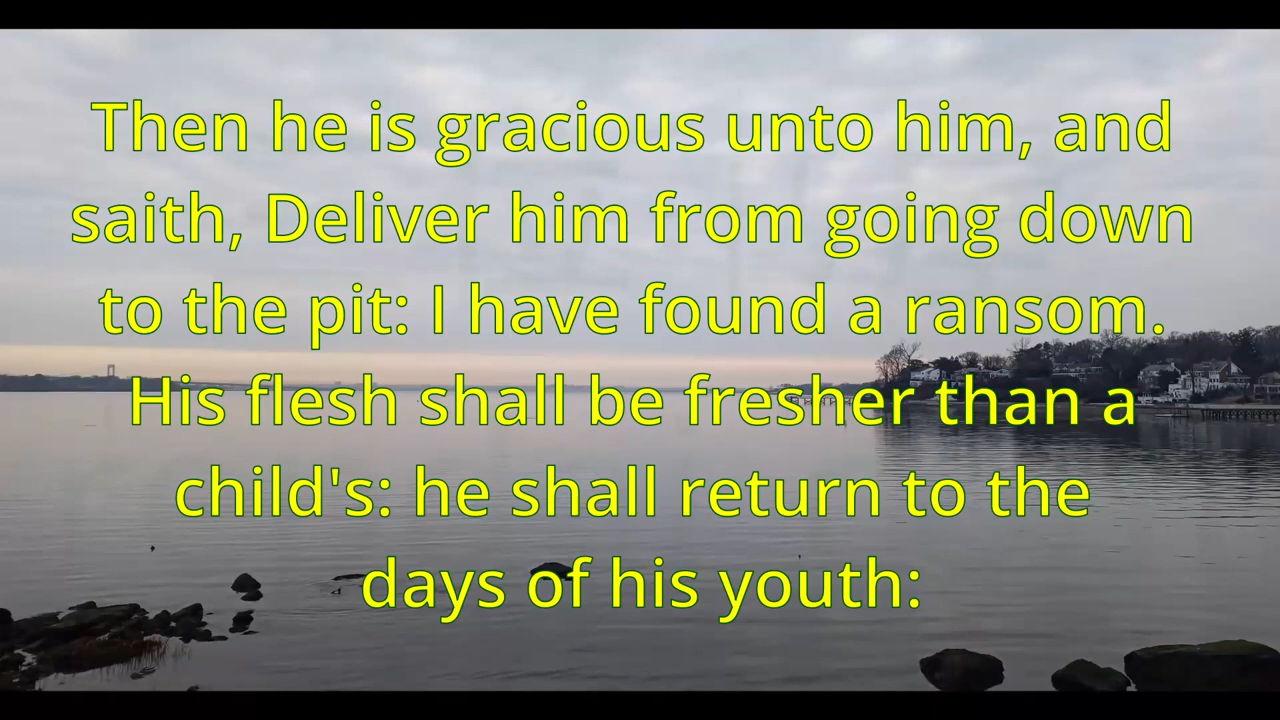 Then he is gracious unto him, and
saith, Deliver him from going down
to the pit: I have found a ransom.
His flesh shall be fresher than a
child's: he shall return to the
days of his youth: